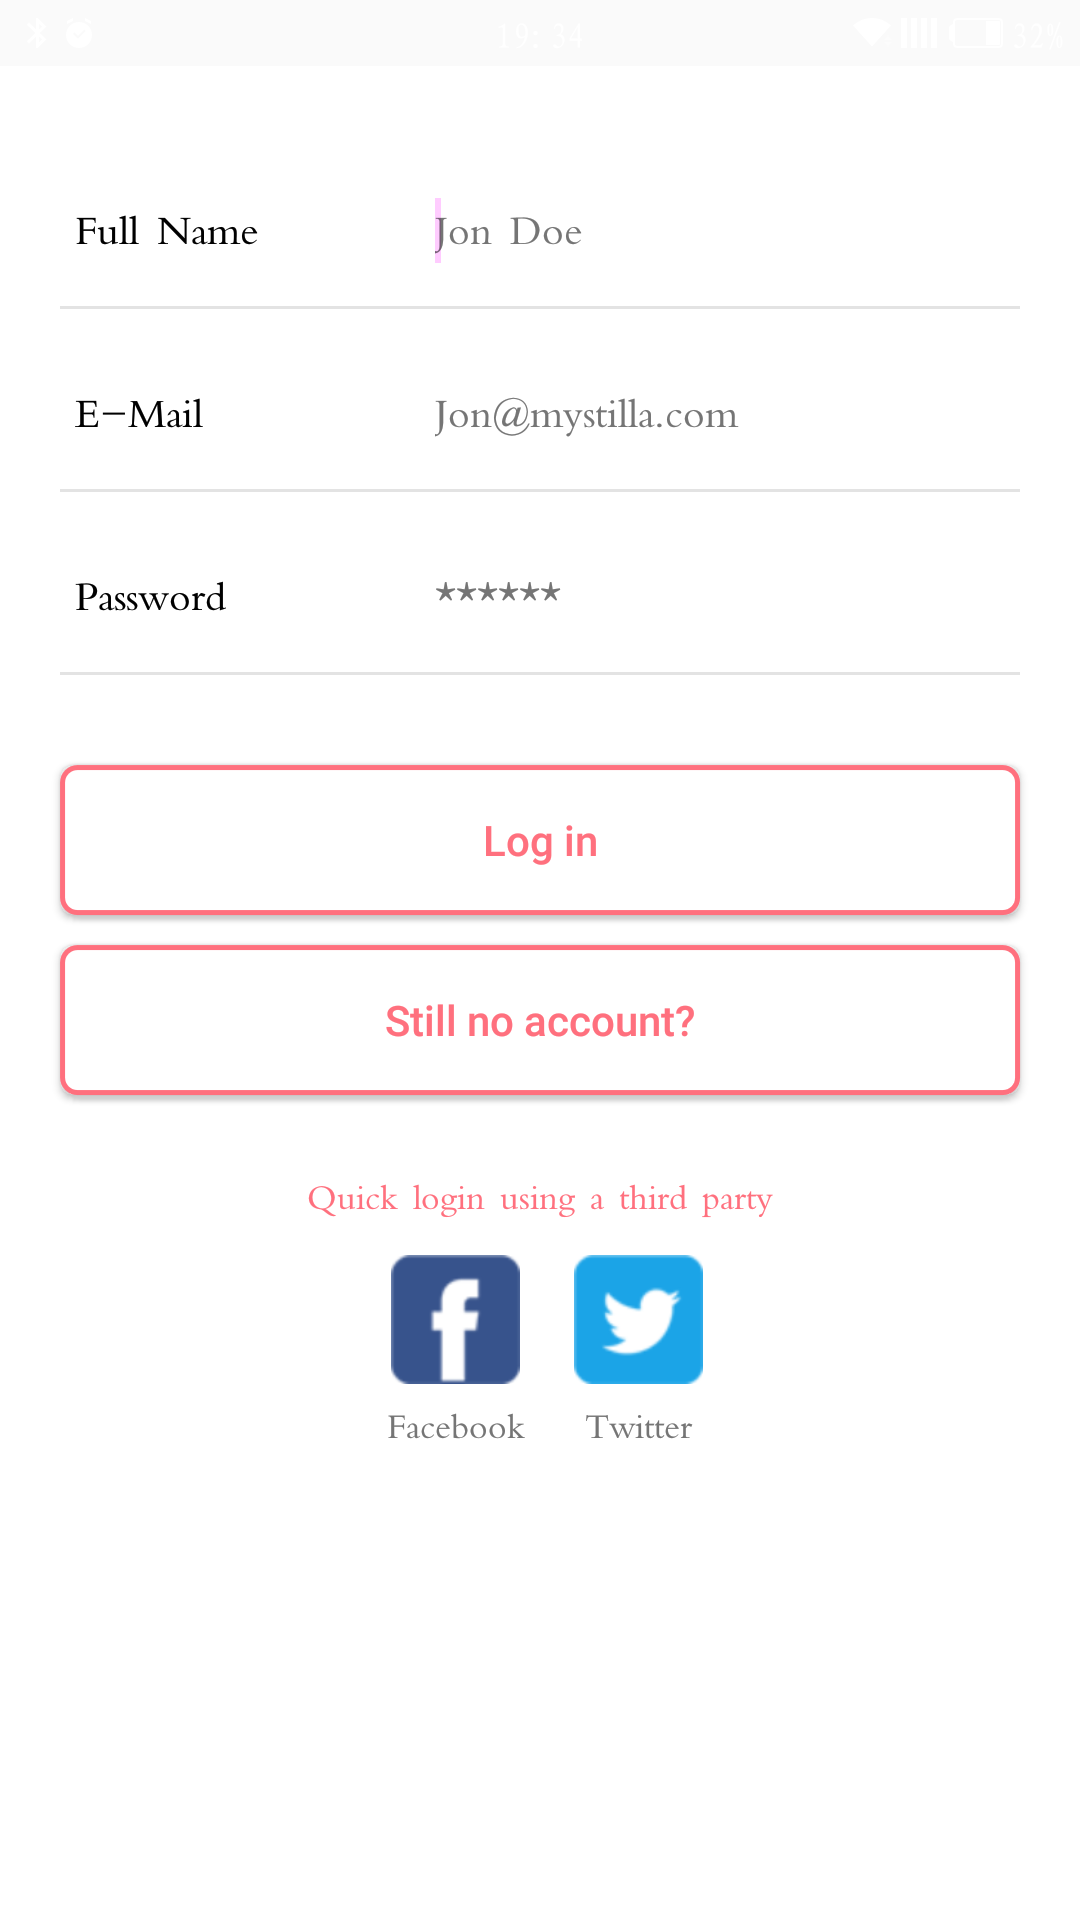 19:34 32%
Full Name Jon Doe
E-Mail Jon@mystilla.com
Password ******
Log in
Still no account?
Quick login using a third party
Facebook Twitter